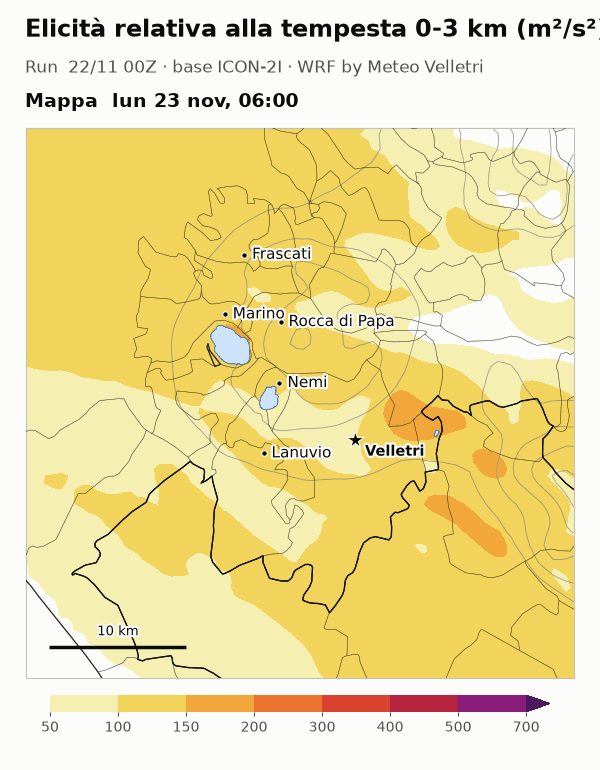 Elicità relativa alla tempesta 0-3 km (m²/s²)
Run  22/11 00Z · base ICON-2I · WRF by Meteo Velletri
Mappa  lun 23 nov, 06:00
Frascati
Marino
Rocca di Papa
Nemi
Velletri
Lanuvio
10 km
50 100 150 200 300 400 500 700